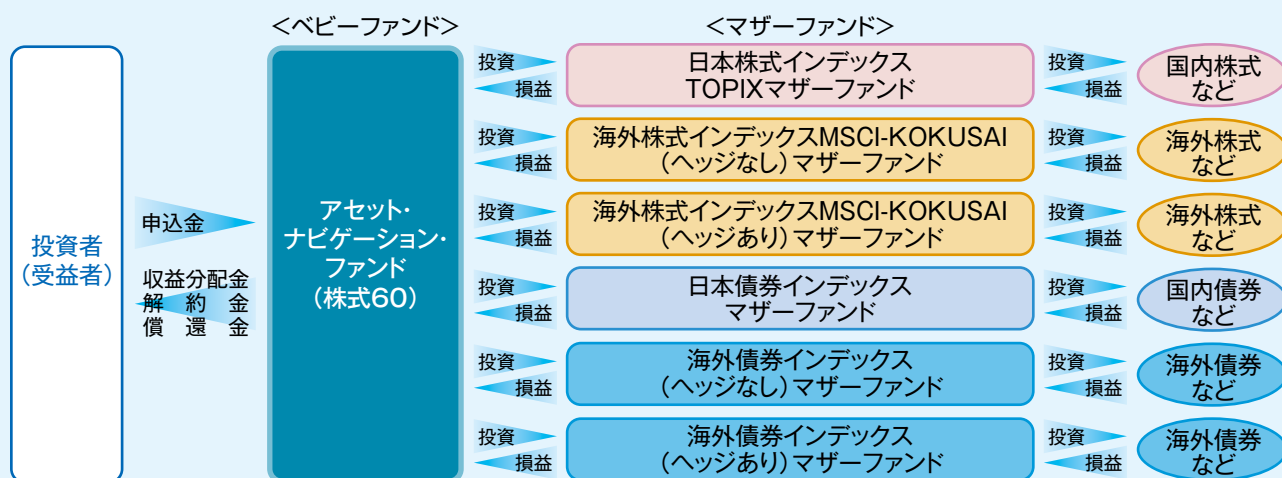 <ベビーファンド>
<マザーファンド>
投資者
(受益者)
申込金
収益分配金
解約金
償還金
アセット・
ナビゲーション・
ファンド
(株式60)
投資
損益
日本株式インデックス
TOPIXマザーファンド
投資
損益
国内株式
など
投資
損益
海外株式インデックスMSCI-KOKUSAI
(ヘッジなし)マザーファンド
投資
損益
海外株式
など
投資
損益
海外株式インデックスMSCI-KOKUSAI
(ヘッジあり)マザーファンド
投資
損益
海外株式
など
投資
損益
日本債券インデックス
マザーファンド
投資
損益
国内債券
など
投資
損益
海外債券インデックス
(ヘッジなし)マザーファンド
投資
損益
海外債券
など
投資
損益
海外債券インデックス
(ヘッジあり)マザーファンド
投資
損益
海外債券
など